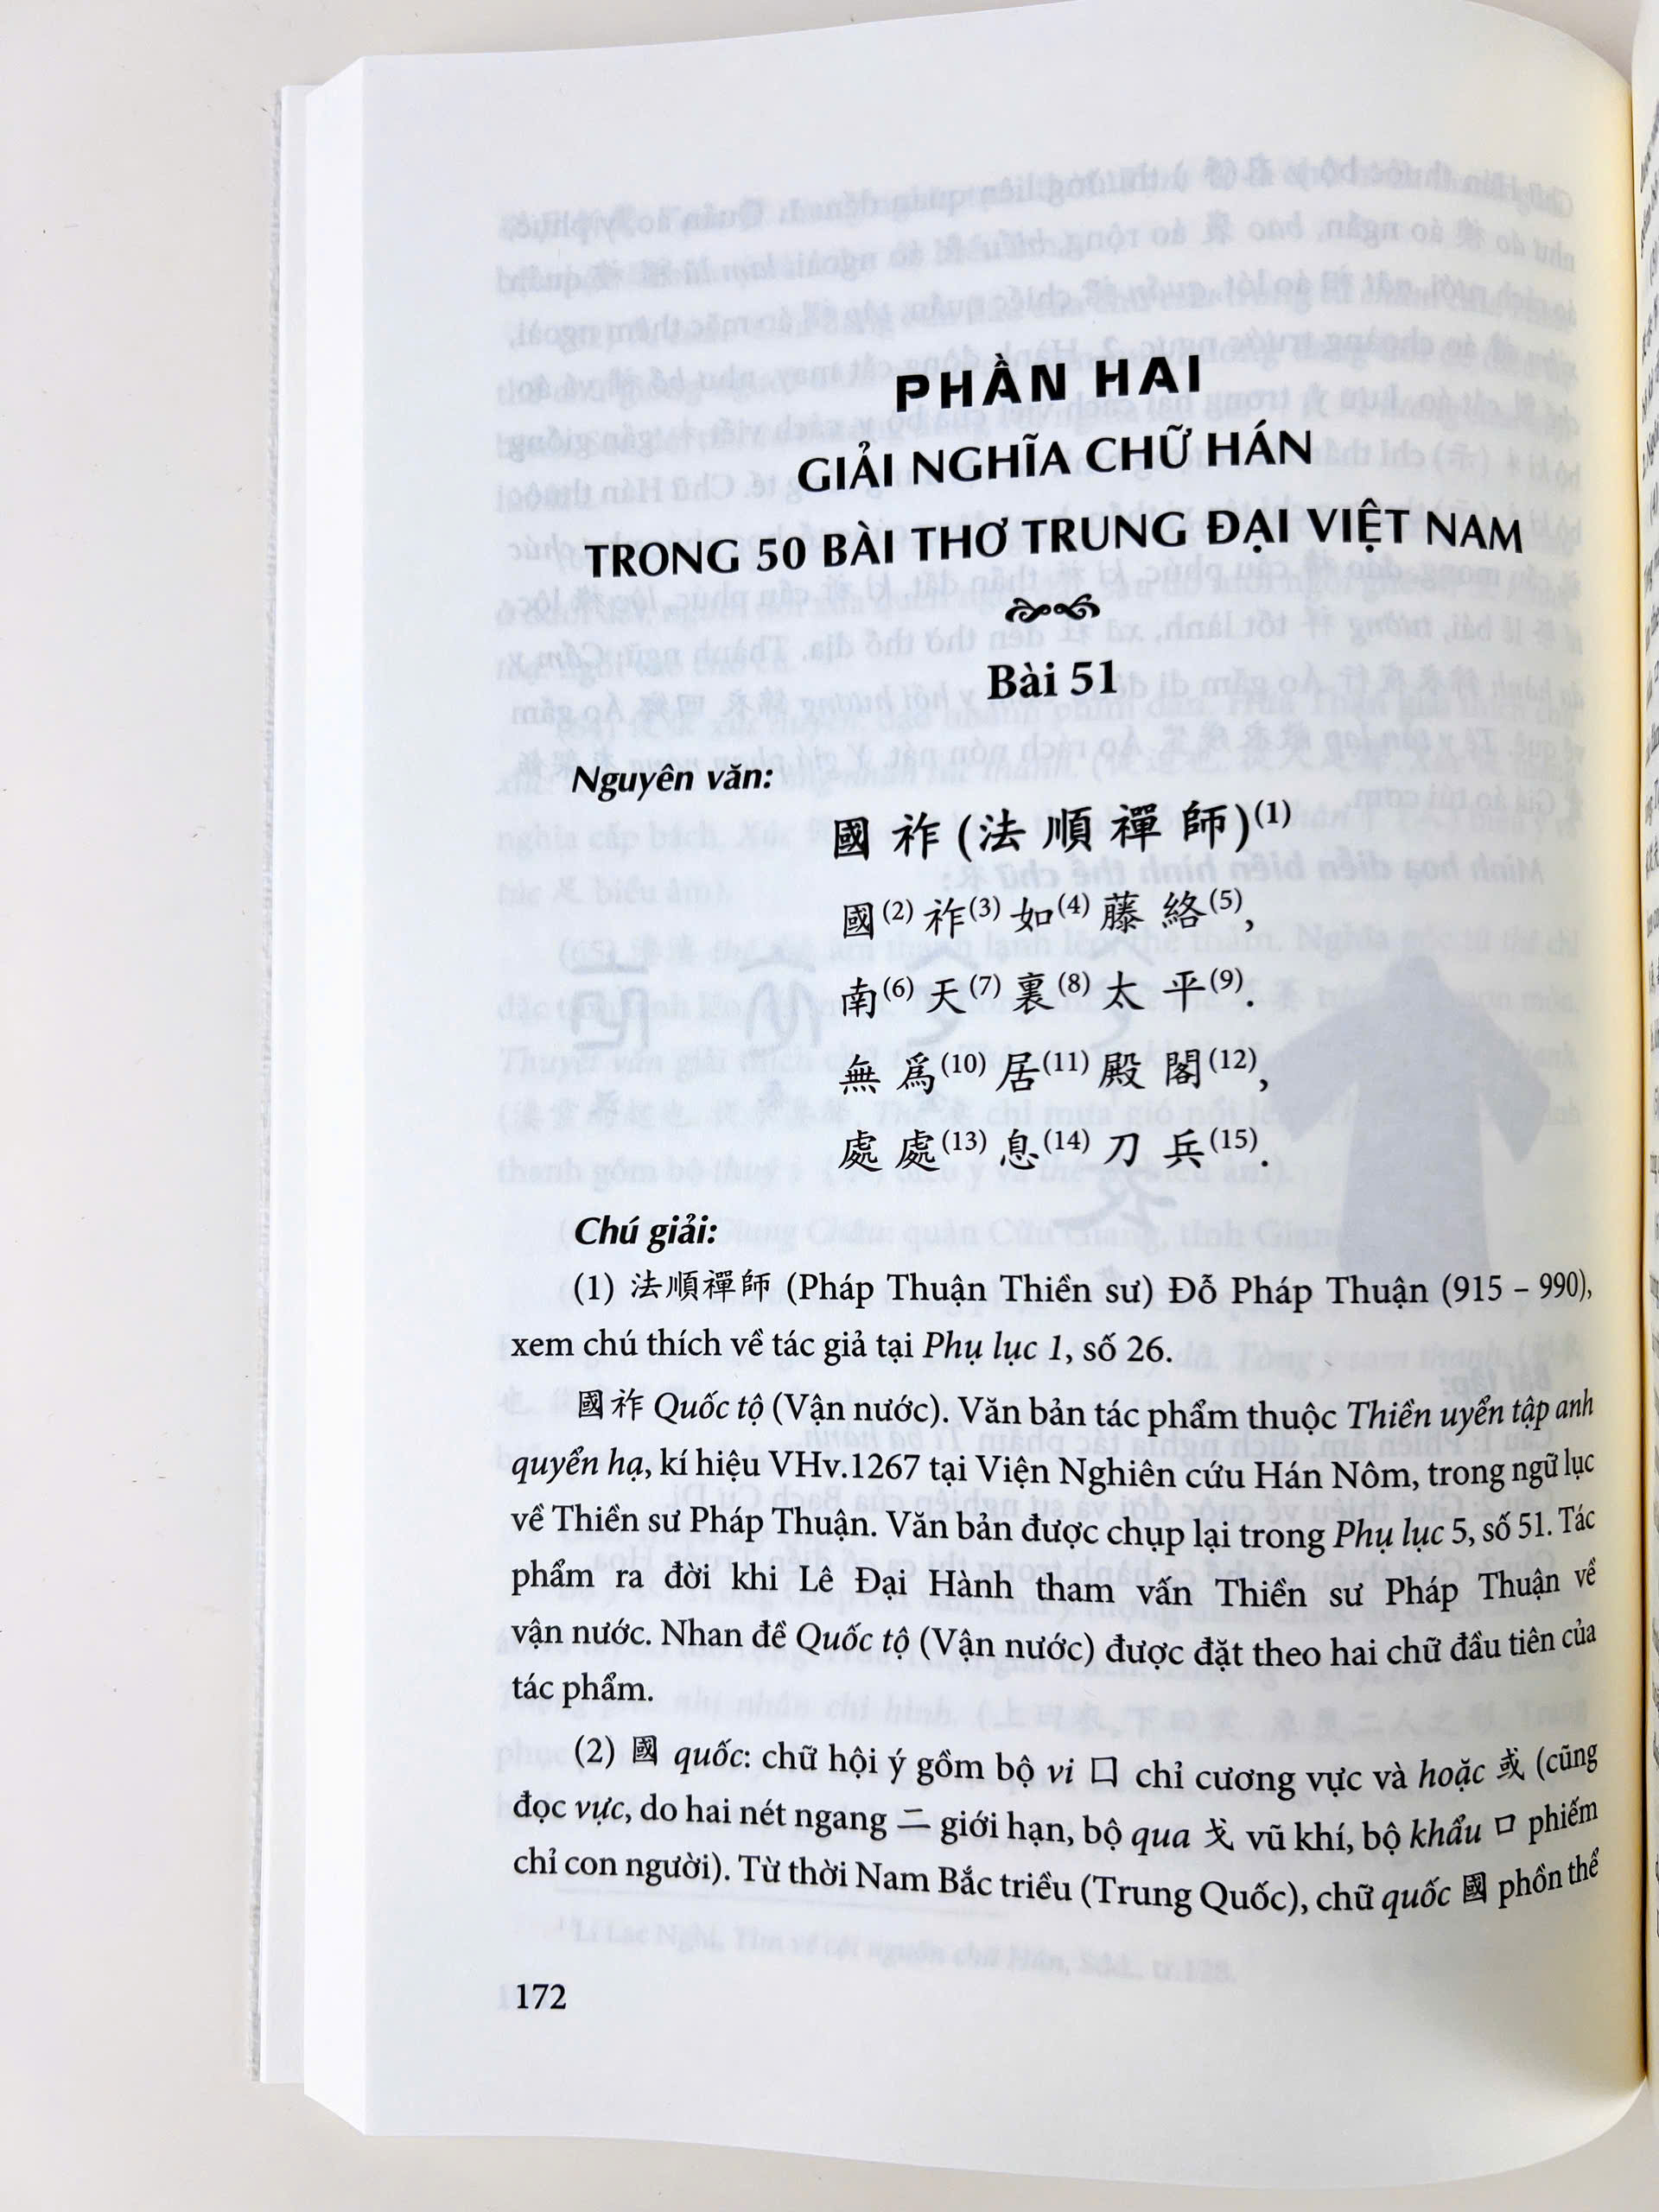 PHẦN HAI
GIẢI NGHĨA CHỮ HÁN
TRONG 50 BÀI THƠ TRUNG ĐẠI VIỆT NAM
Bài 51
Nguyên văn:
國祚(法順禪師)(1)
國(2)祚(3)如(4)藤絡(5),
南(6)天(7)裏(8)太平(9).
無爲(10)居(11)殿閣(12),
處處(13)息(14)刀兵(15).
Chú giải:
(1) 法順禪師 (Pháp Thuận Thiền sư) Đỗ Pháp Thuận (915 – 990),
xem chú thích về tác giả tại Phụ lục 1, số 26.
國祚 Quốc tộ (Vận nước). Văn bản tác phẩm thuộc Thiền uyển tập anh
quyển hạ, kí hiệu VHv.1267 tại Viện Nghiên cứu Hán Nôm, trong ngữ lục
về Thiền sư Pháp Thuận. Văn bản được chụp lại trong Phụ lục 5, số 51. Tác
phẩm ra đời khi Lê Đại Hành tham vấn Thiền sư Pháp Thuận về
vận nước. Nhan đề Quốc tộ (Vận nước) được đặt theo hai chữ đầu tiên của
tác phẩm.
(2) 國 quốc: chữ hội ý gồm bộ vi 囗 chỉ cương vực và hoặc 或 (cũng
đọc vực, do hai nét ngang 二 giới hạn, bộ qua 戈 vũ khí, bộ khẩu 口 phiếm
chỉ con người). Từ thời Nam Bắc triều (Trung Quốc), chữ quốc 國 phồn thể
172